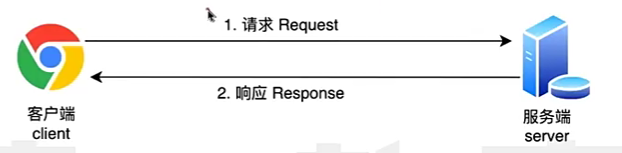 1. 请求 Request
2. 响应 Response
客户端
client
服务端
server